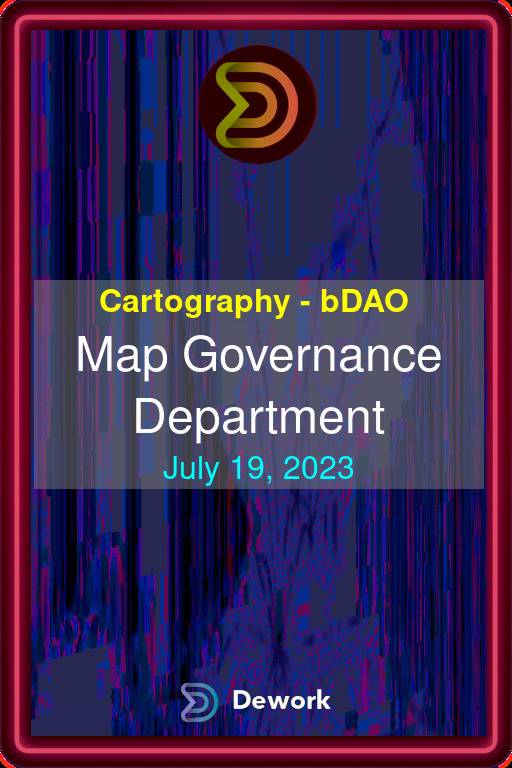 Cartography - bDAO
Map Governance
Department
July 19, 2023
Dework